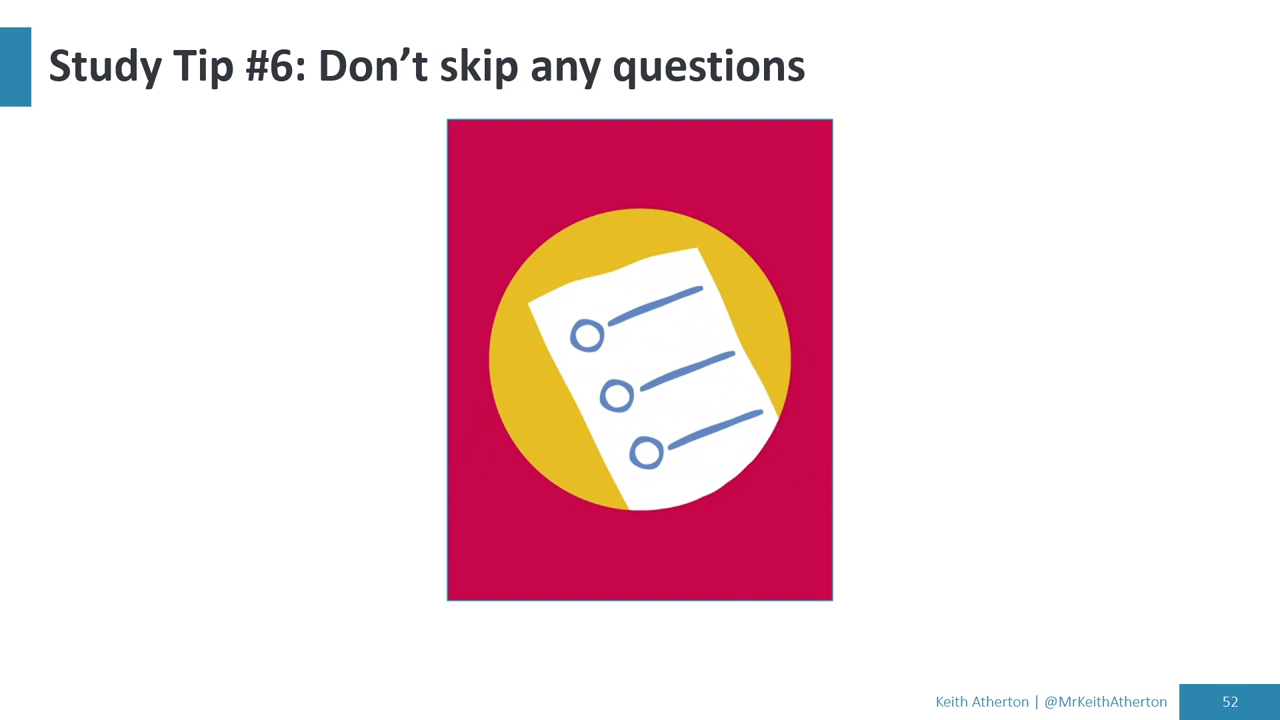 Study Tip #6: Don’t skip any questions
Keith Atherton | @MrKeithAtherton
52